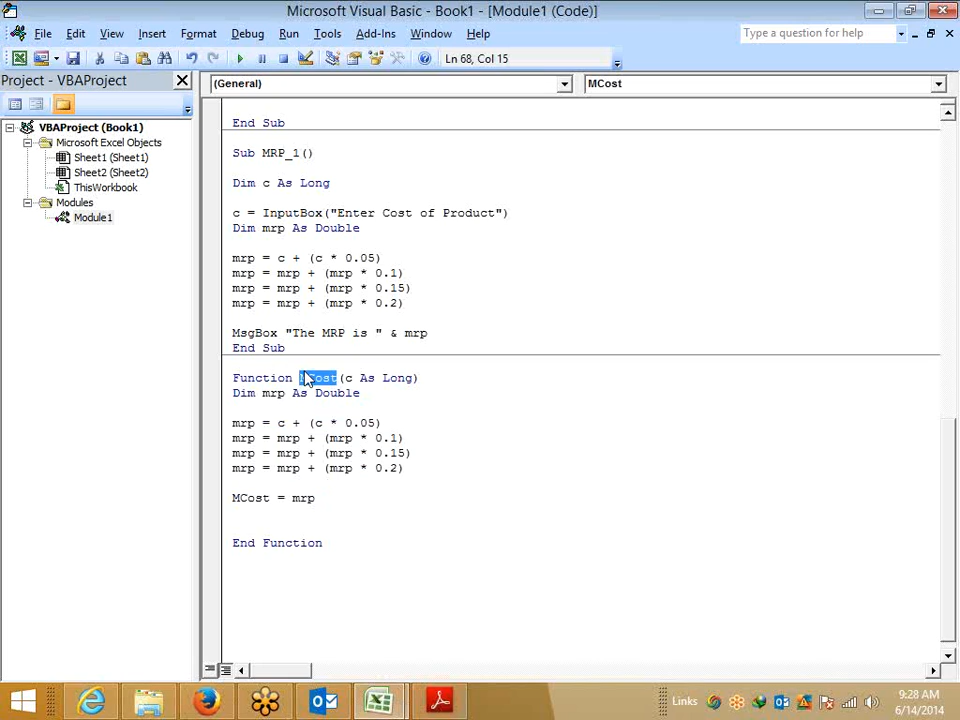 Microsoft Visual Basic - Book1 - [Module1 (Code)]
File Edit View Insert Format Debug Run Tools Add-Ins Window Help
Type a question for help
Ln 68, Col 15
Project - VBAProject
(General)
MCost
VBAProject (Book1)
Microsoft Excel Objects
Sheet1 (Sheet1)
Sheet2 (Sheet2)
ThisWorkbook
Modules
Module1
End Sub
Sub MRP_1()
Dim c As Long
c = InputBox("Enter Cost of Product")
Dim mrp As Double
mrp = c + (c * 0.05)
mrp = mrp + (mrp * 0.1)
mrp = mrp + (mrp * 0.15)
mrp = mrp + (mrp * 0.2)
MsgBox "The MRP is " & mrp
End Sub
Function MCost(c As Long)
Dim mrp As Double
mrp = c + (c * 0.05)
mrp = mrp + (mrp * 0.1)
mrp = mrp + (mrp * 0.15)
mrp = mrp + (mrp * 0.2)
MCost = mrp
End Function
Links
9:28 AM
6/14/2014